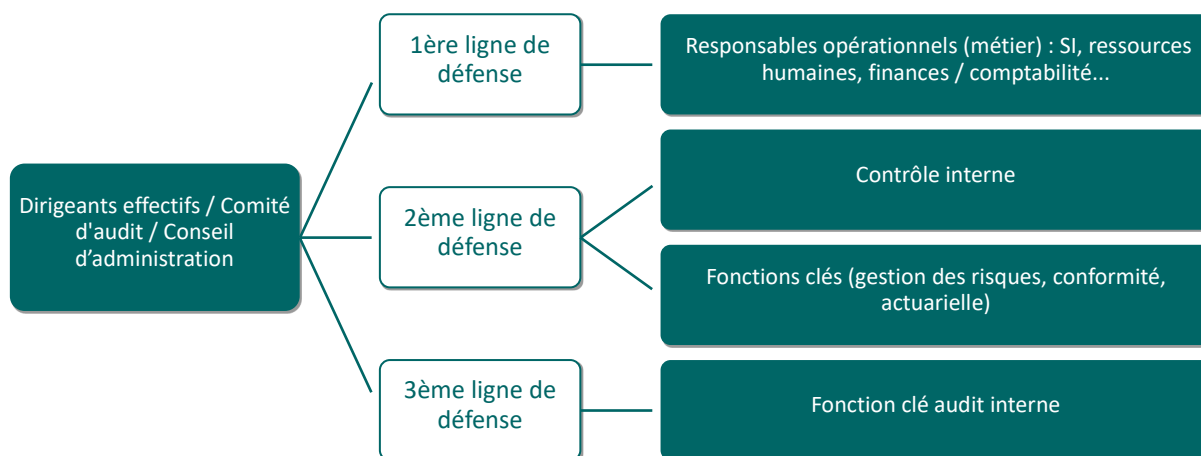 Dirigeants effectifs / Comité
d'audit / Conseil
d’administration
1ère ligne de
défense
Responsables opérationnels (métier) : SI, ressources
humaines, finances / comptabilité...
2ème ligne de
défense
Contrôle interne
Fonctions clés (gestion des risques, conformité,
actuarielle)
3ème ligne de
défense
Fonction clé audit interne